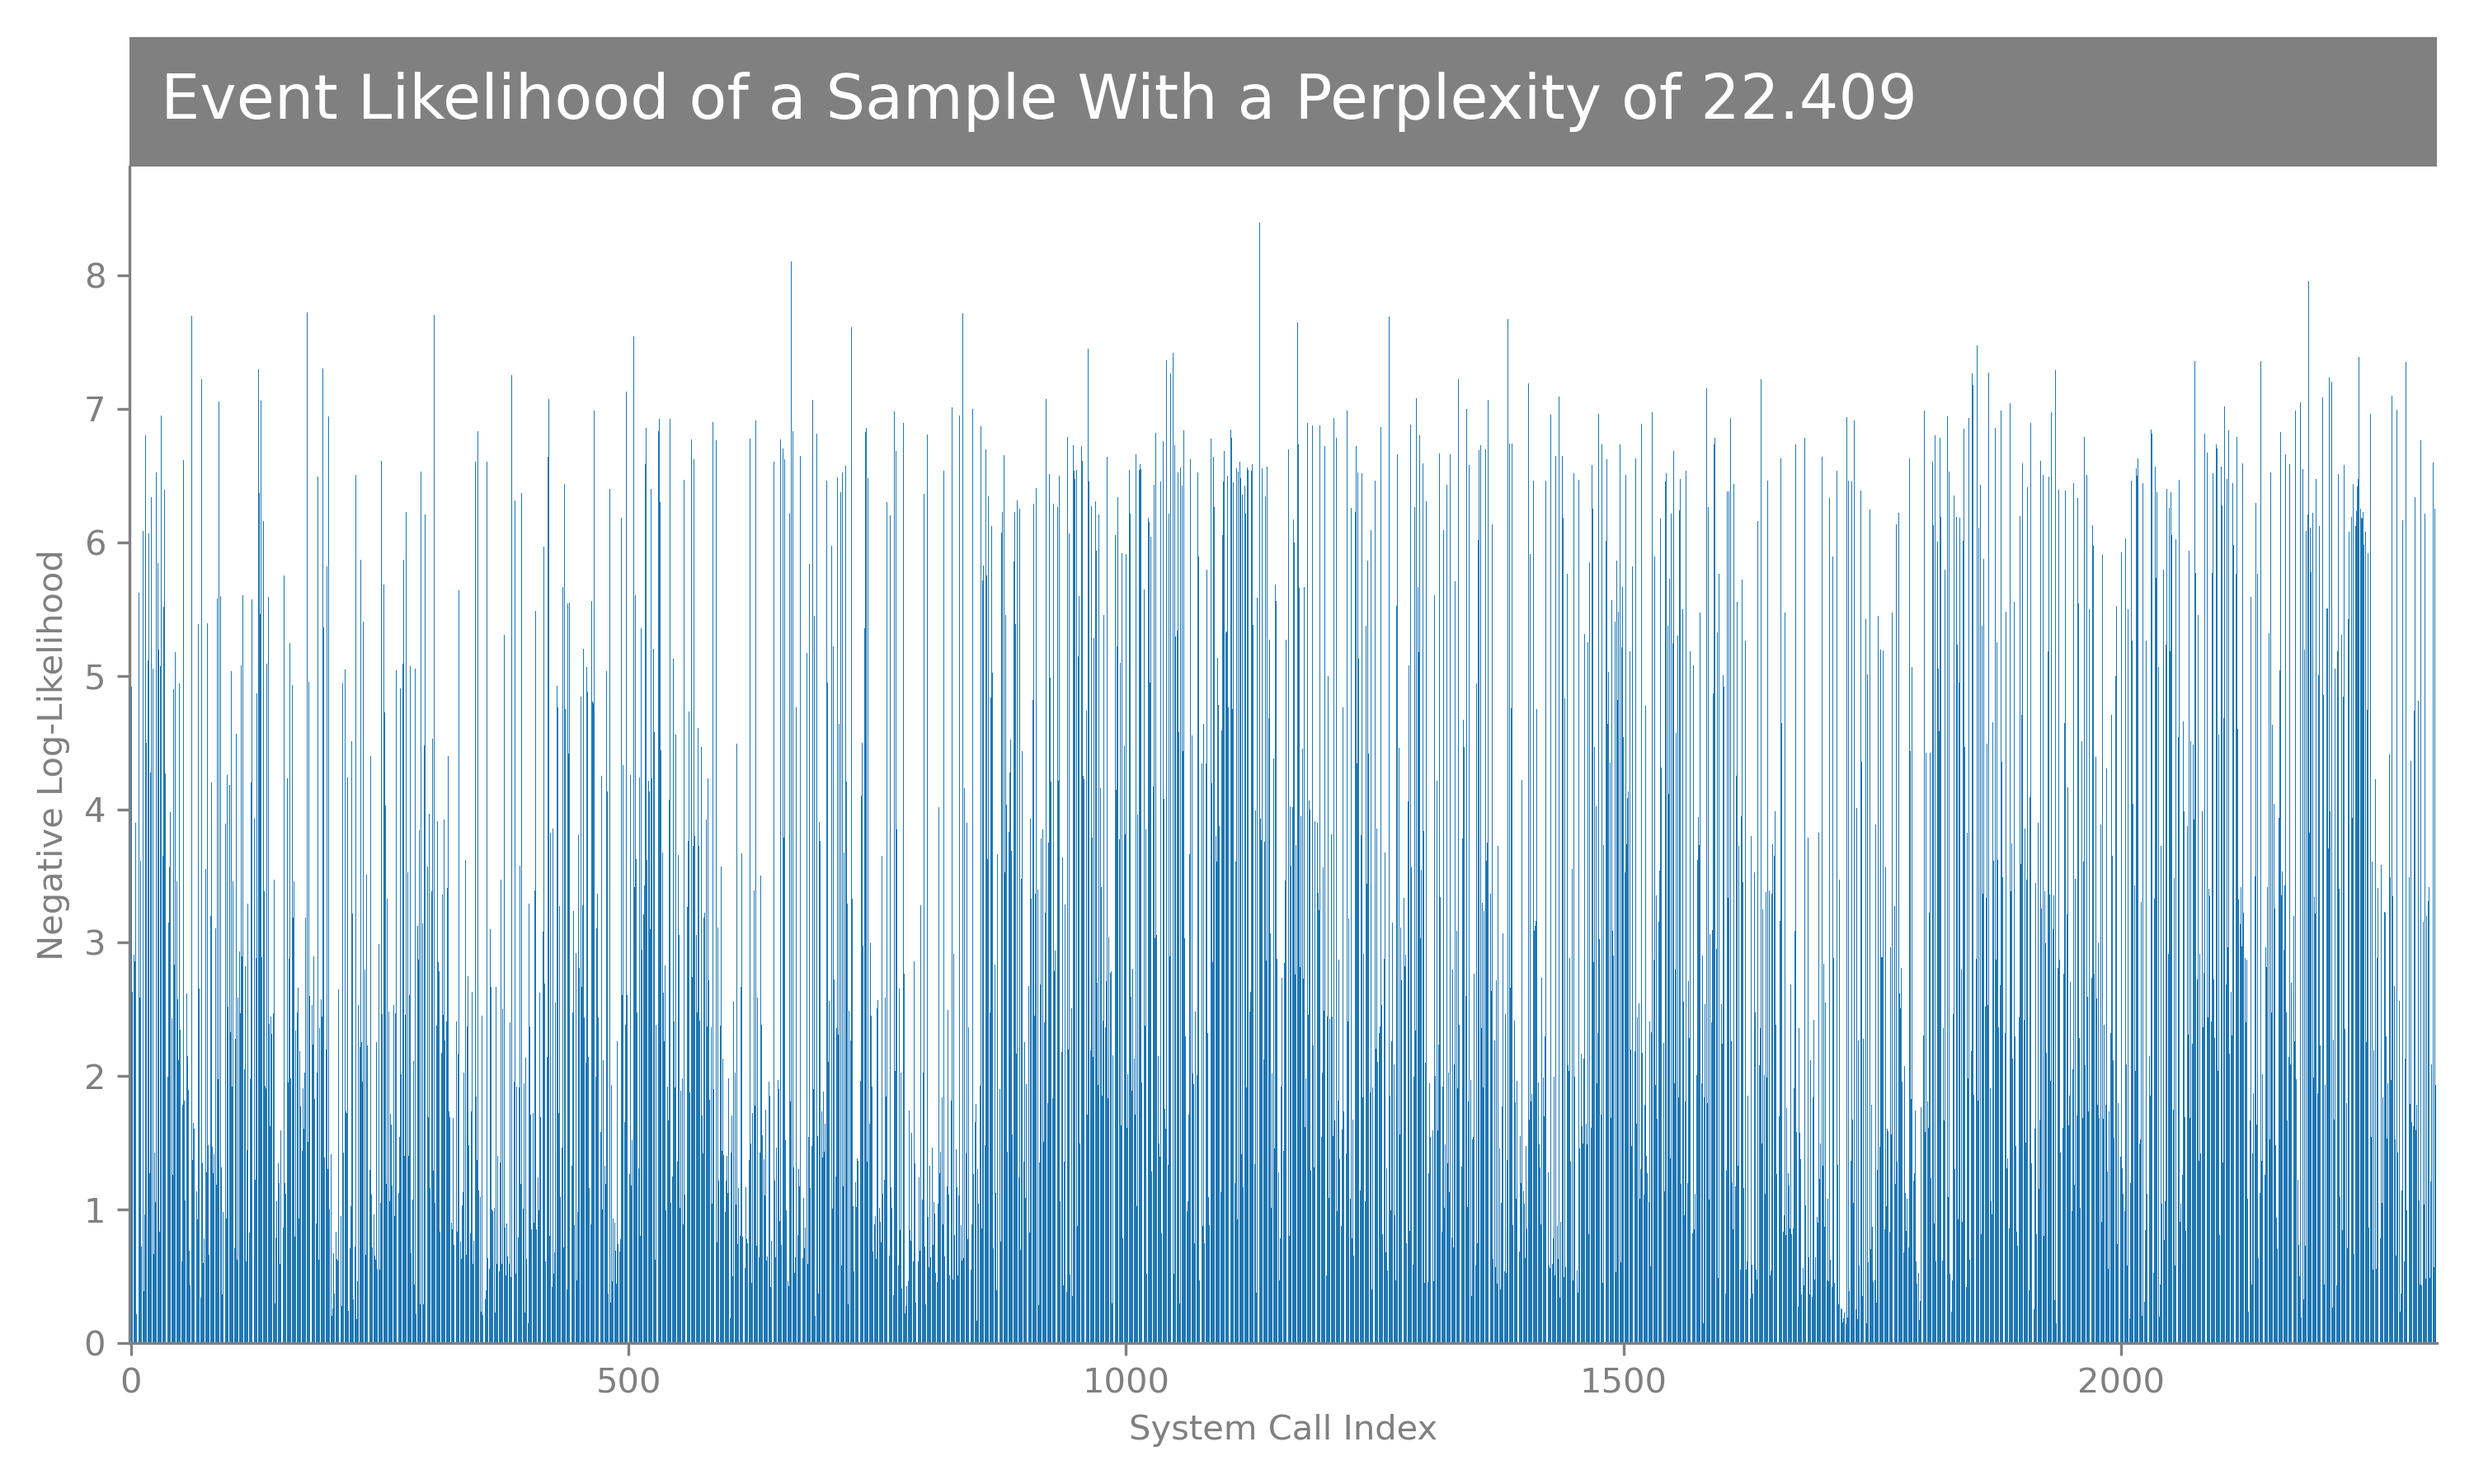 Event Likelihood of a Sample With a Perplexity of 22.409
8
7
6
5
4
3
2
1
0
Negative Log-Likelihood
0 500 1000 1500 2000
System Call Index